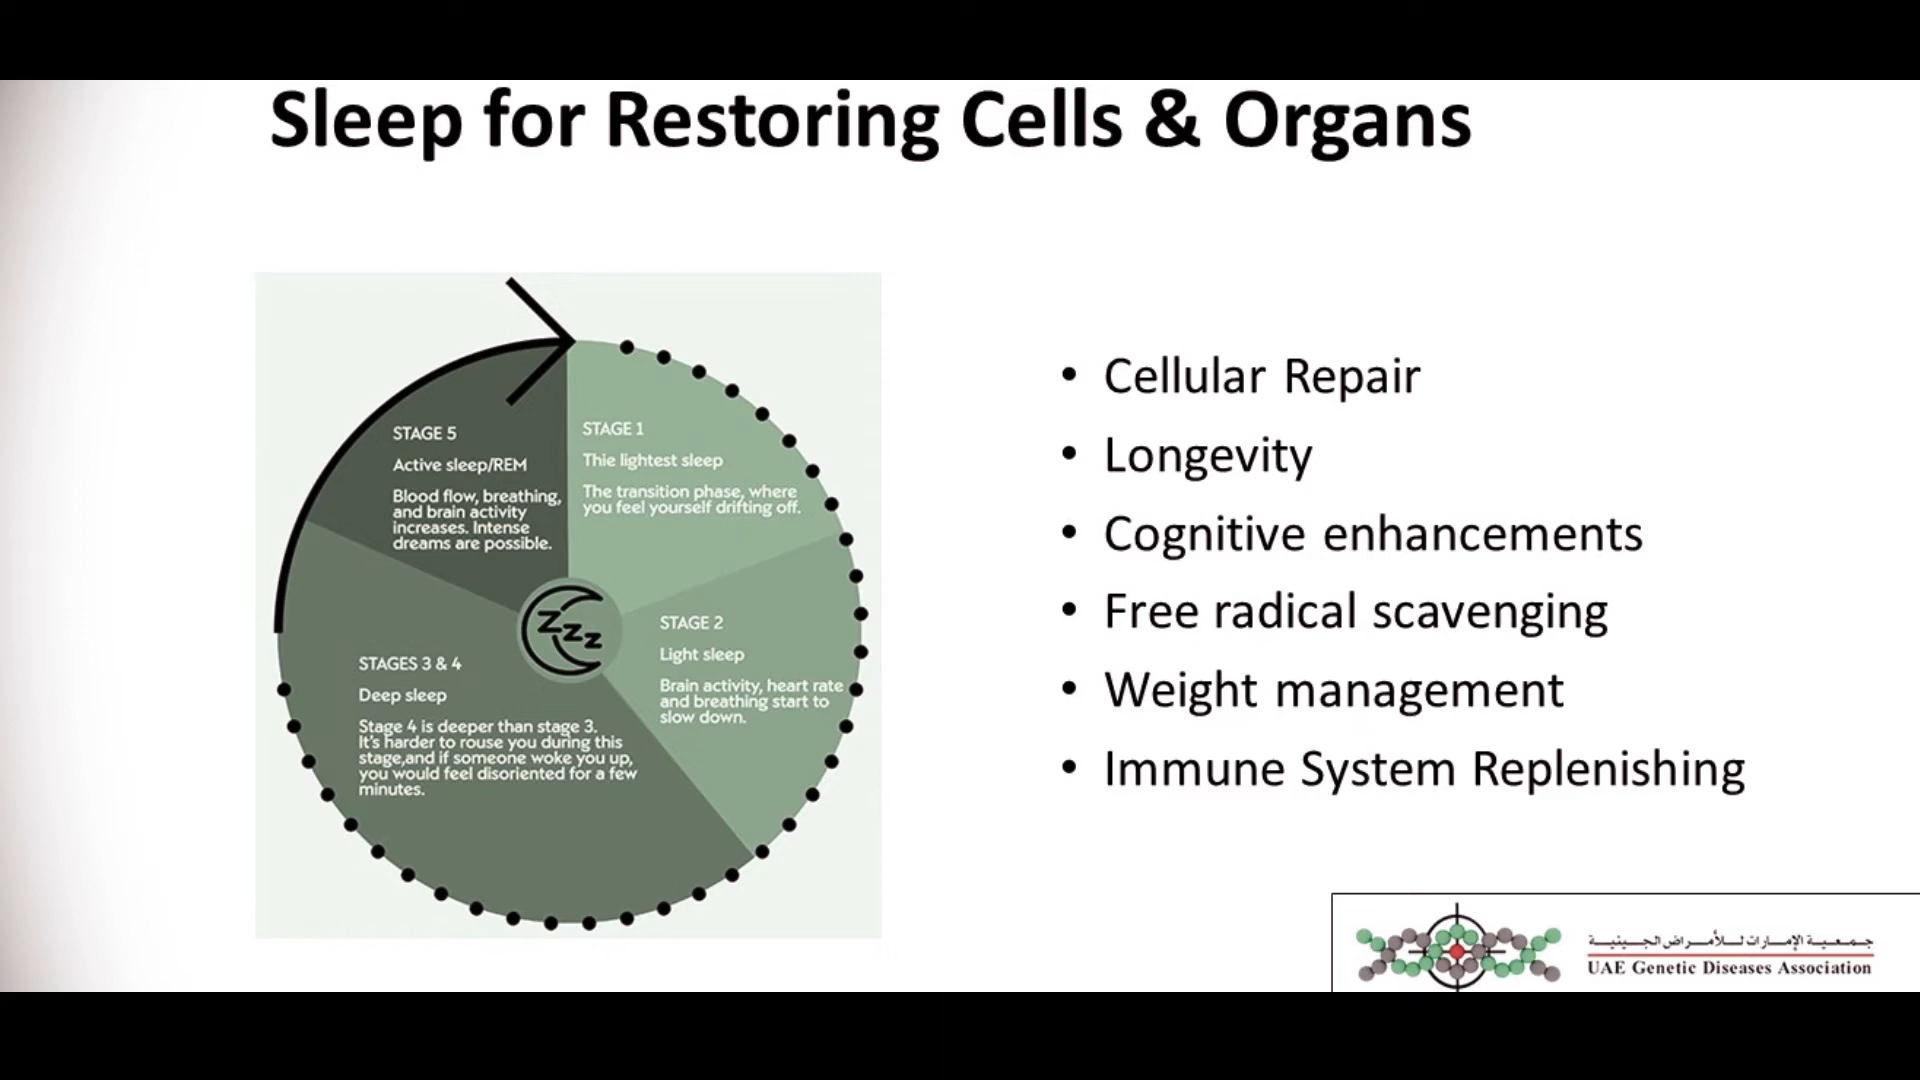 Sleep for Restoring Cells & Organs
STAGE 5
Active sleep/REM
Blood flow, breathing,
and brain activity
increases. Intense
dreams are possible.
STAGE 1
Thie lightest sleep
The transition phase, where
you feel yourself drifting off.
STAGE 2
Light sleep
Brain activity, heart rate
and breathing start to
slow down.
STAGES 3 & 4
Deep sleep
Stage 4 is deeper than stage 3.
It's harder to rouse you during this
stage,and if someone woke you up,
you would feel disoriented for a few
minutes.
zzz
• Cellular Repair
• Longevity
• Cognitive enhancements
• Free radical scavenging
• Weight management
• Immune System Replenishing
جمعية الإمارات للأمراض الجينية
UAE Genetic Diseases Association